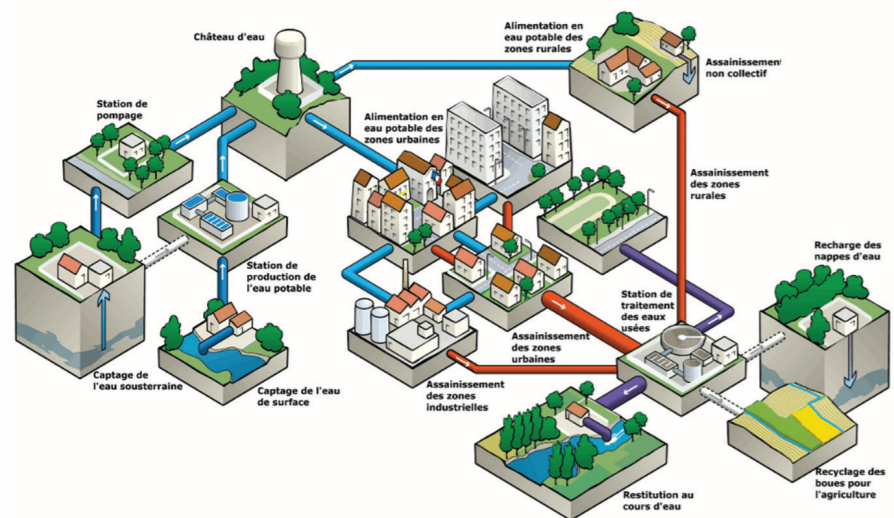 Château d'eau
Alimentation en
eau potable des
zones rurales
Assainissement
non collectif
Station de
pompage
Alimentation en
eau potable des
zones urbaines
Assainissement
des zones
rurales
Recharge des
nappes d'eau
Station de
production de
l'eau potable
Station de
traitement
des eaux
usées
Captage de
l'eau sousterraine
Captage de l'eau
de surface
Assainissement
des zones
industrielles
Assainissement
des zones
urbaines
Restitution au
cours d'eau
Recyclage des
boues pour
l'agriculture